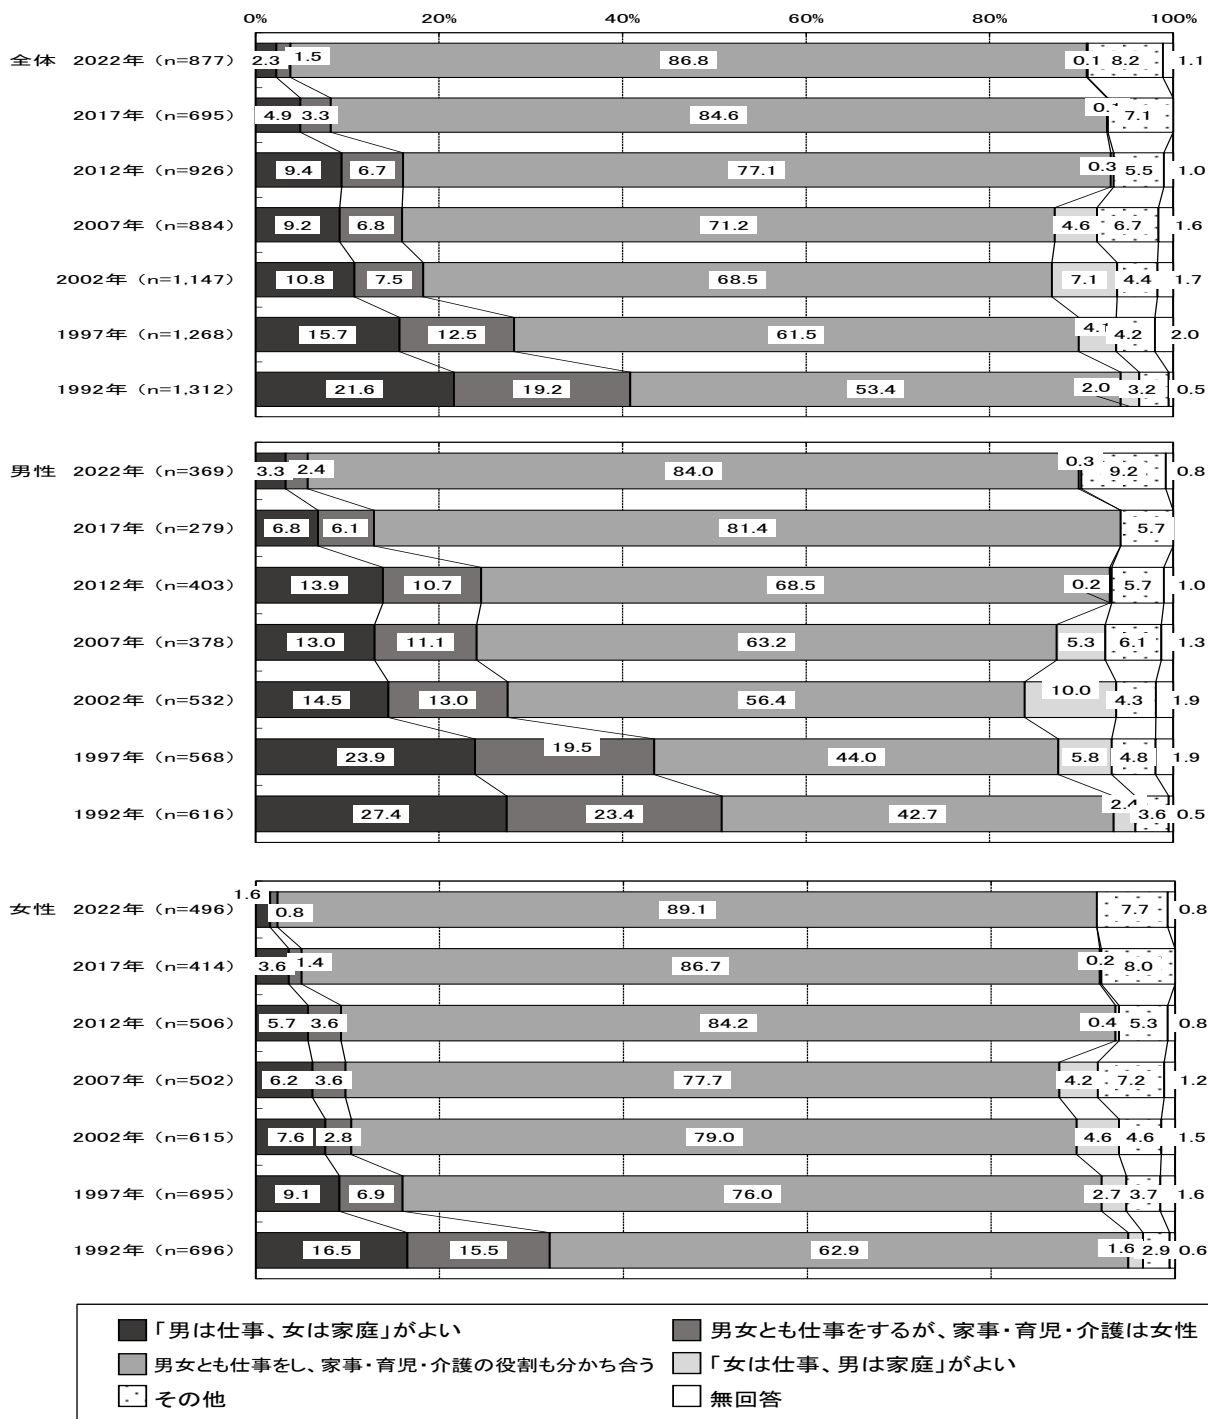 0% 20% 40% 60% 80% 100%
全体 2022年（n=877） 2.3 1.5 86.8 0.1 8.2 1.1
2017年（n=695） 4.9 3.3 84.6 0.1 7.1
2012年（n=926） 9.4 6.7 77.1 0.3 5.5 1.0
2007年（n=884） 9.2 6.8 71.2 4.6 6.7 1.6
2002年（n=1,147） 10.8 7.5 68.5 7.1 4.4 1.7
1997年（n=1,268） 15.7 12.5 61.5 4.1 4.2 2.0
1992年（n=1,312） 21.6 19.2 53.4 2.0 3.2 0.5
男性 2022年（n=369） 3.3 2.4 84.0 0.3 9.2 0.8
2017年（n=279） 6.8 6.1 81.4 5.7
2012年（n=403） 13.9 10.7 68.5 0.2 5.7 1.0
2007年（n=378） 13.0 11.1 63.2 5.3 6.1 1.3
2002年（n=532） 14.5 13.0 56.4 10.0 4.3 1.9
1997年（n=568） 23.9 19.5 44.0 5.8 4.8 1.9
1992年（n=616） 27.4 23.4 42.7 2.4 3.6 0.5
女性 2022年（n=496） 1.6 0.8 89.1 7.7 0.8
2017年（n=414） 3.6 1.4 86.7 0.2 8.0
2012年（n=506） 5.7 3.6 84.2 0.4 5.3 0.8
2007年（n=502） 6.2 3.6 77.7 4.2 7.2 1.2
2002年（n=615） 7.6 2.8 79.0 4.6 4.6 1.5
1997年（n=695） 9.1 6.9 76.0 2.7 3.7 1.6
1992年（n=696） 16.5 15.5 62.9 1.6 2.9 0.6
「男は仕事、女は家庭」がよい 男女とも仕事をするが、家事・育児・介護は女性
男女とも仕事をし、家事・育児・介護の役割も分かち合う 「女は仕事、男は家庭」がよい
その他 無回答